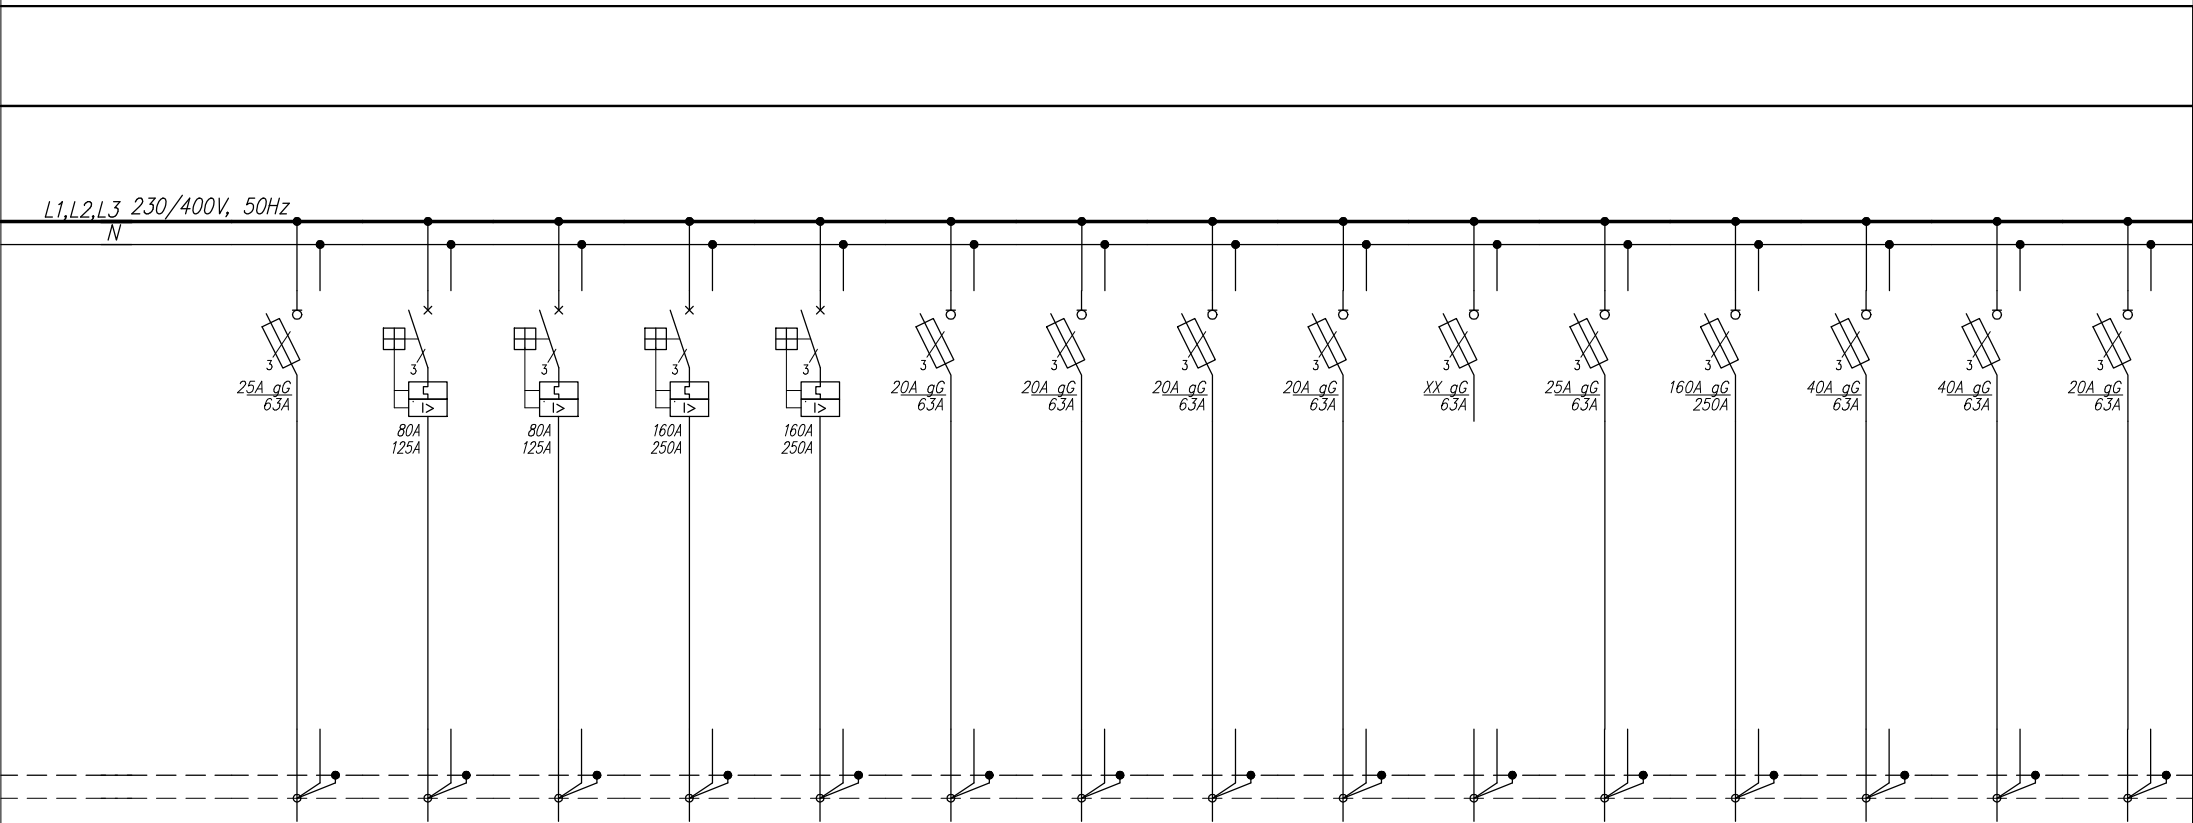 L1,L2,L3 230/400V, 50Hz
N
3 3 3 3 3 3 3 3 3 3 3 3 3 3 3
I> I> I> I>
25A gG
63A
80A
125A
80A
125A
160A
250A
160A
250A
20A gG
63A
20A gG
63A
20A gG
63A
20A gG
63A
XX gG
63A
25A gG
63A
160A gG
250A
40A gG
63A
40A gG
63A
20A gG
63A